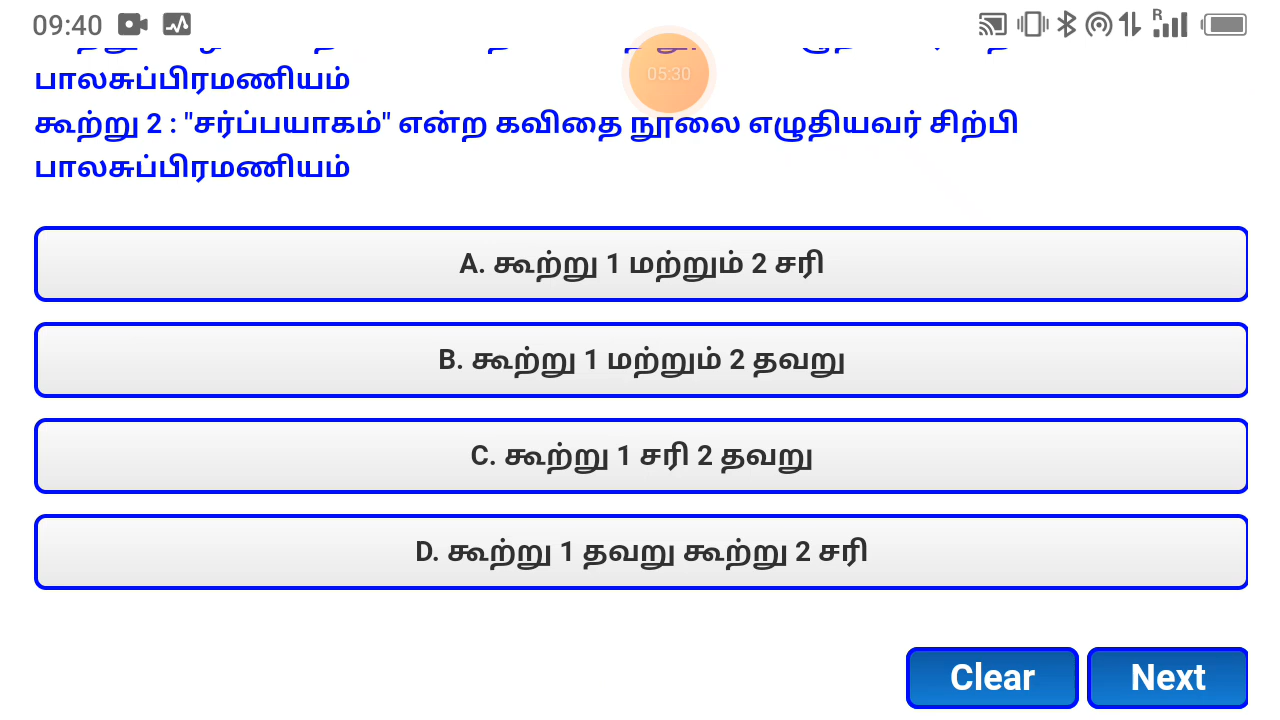 09:40
R
05:30
பாலசுப்பிரமணியம்
கூற்று 2 : "சர்ப்பயாகம்" என்ற கவிதை நூலை எழுதியவர் சிற்பி
பாலசுப்பிரமணியம்
A. கூற்று 1 மற்றும் 2 சரி
B. கூற்று 1 மற்றும் 2 தவறு
C. கூற்று 1 சரி 2 தவறு
D. கூற்று 1 தவறு கூற்று 2 சரி
Clear
Next